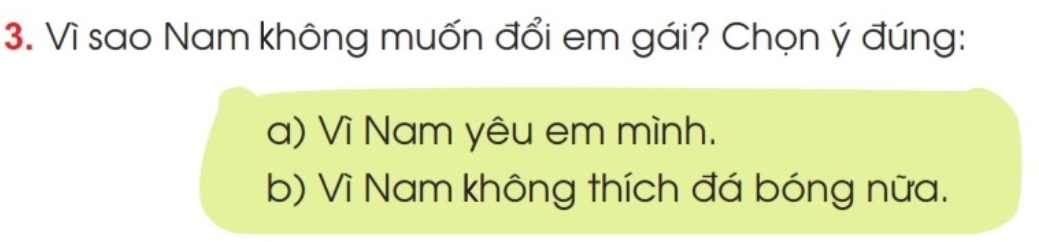 3. Vì sao Nam không muốn đổi em gái? Chọn ý đúng:
a) Vì Nam yêu em mình.
b) Vì Nam không thích đá bóng nữa.